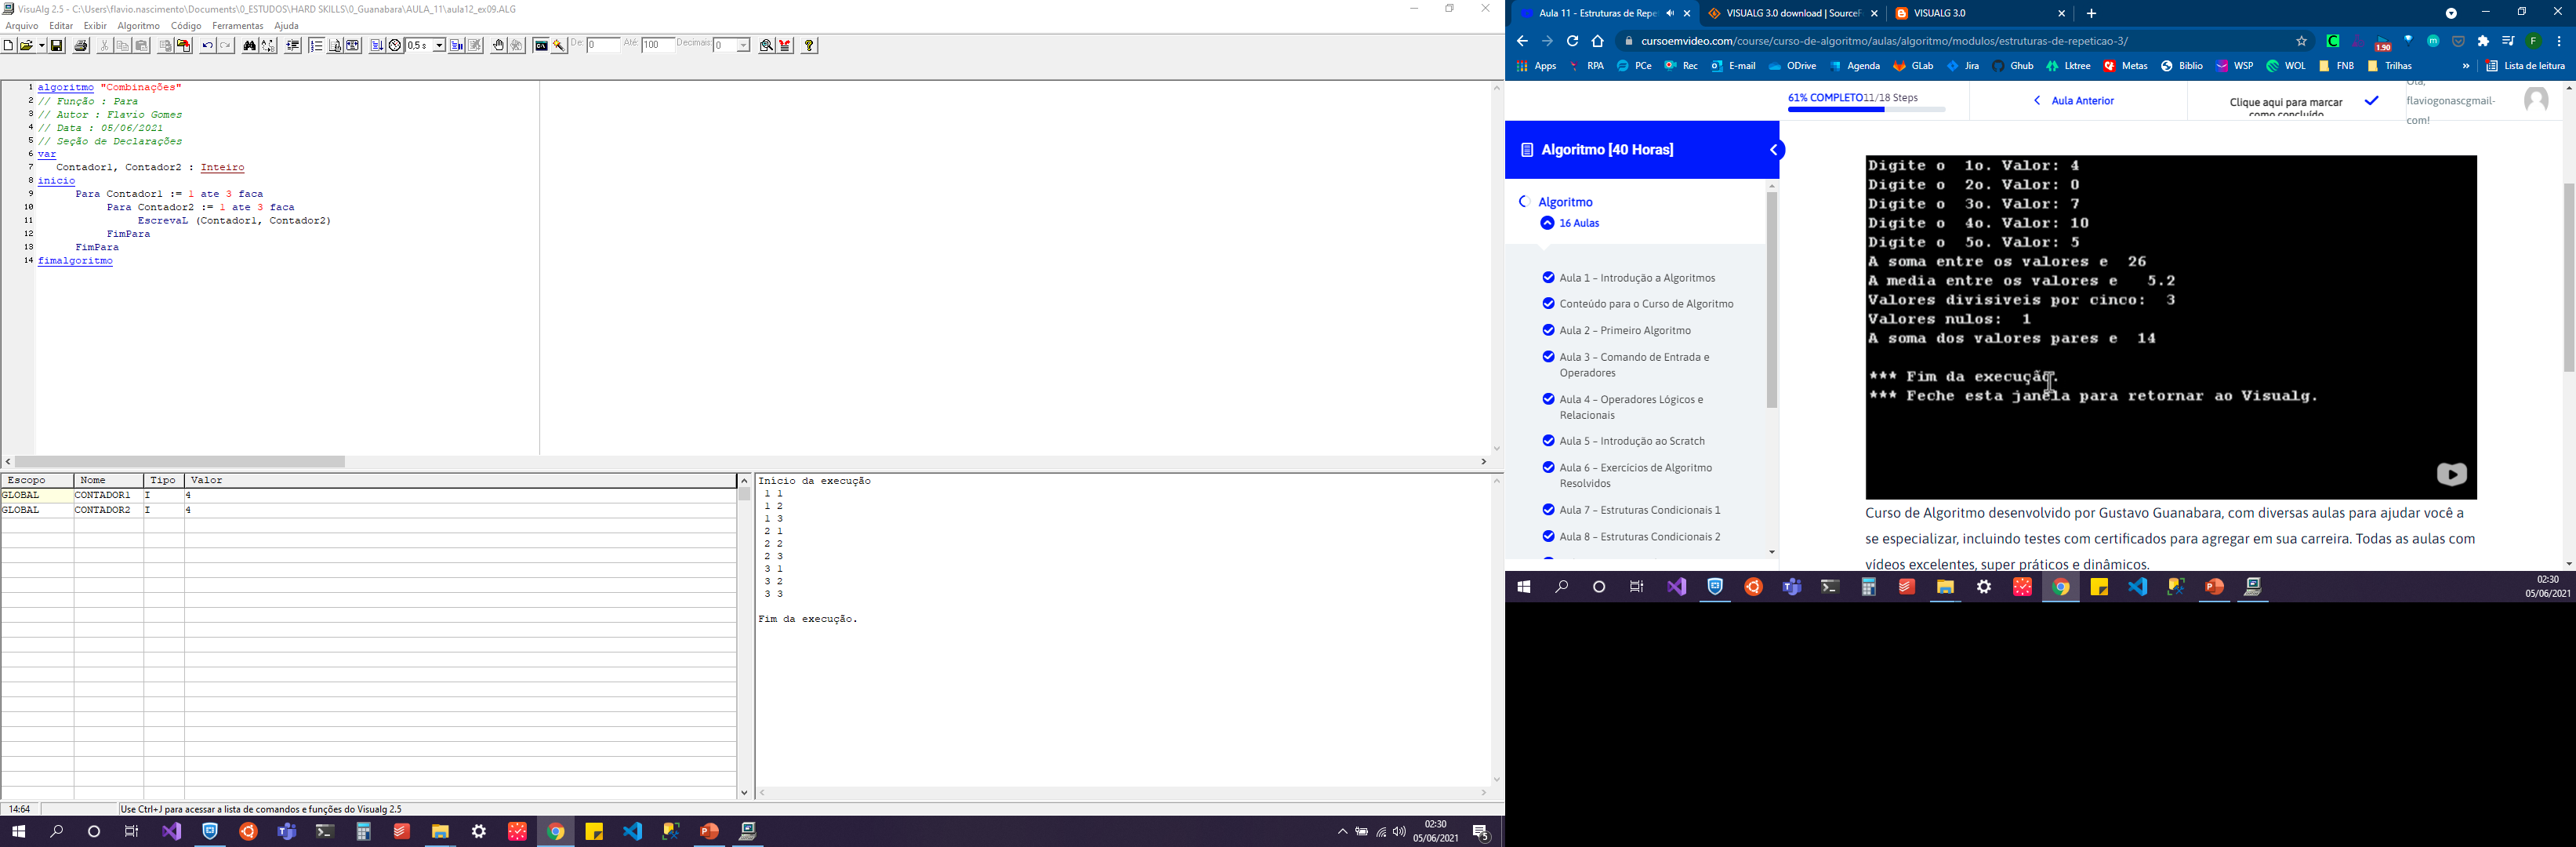 VisuAlg 2.5 - C:\Users\flavio.nascimento\Documents\0_ESTUDOS\HARD SKILLS\0_Guanabara\AULA_11\aula12_ex09.ALG
Arquivo Editar Exibir Algoritmo Código Ferramentas Ajuda
0,5 s De: 0 Até: 100 Decimais: 0
1 algoritmo "Combinações"
2 // Função : Para
3 // Autor : Flavio Gomes
4 // Data : 05/06/2021
5 // Seção de Declarações
6 var
7 Contador1, Contador2 : Inteiro
8 inicio
9 Para Contador1 := 1 ate 3 faca
10 Para Contador2 := 1 ate 3 faca
11 EscrevaL (Contador1, Contador2)
12 FimPara
13 FimPara
14 fimalgoritmo
Escopo Nome Tipo Valor
GLOBAL CONTADOR1 I 4
GLOBAL CONTADOR2 I 4
Início da execução
1 1
1 2
1 3
2 1
2 2
2 3
3 1
3 2
3 3
Fim da execução.
14:64 Use Ctrl+J para acessar a lista de comandos e funções do Visualg 2.5
02:30
05/06/2021
5
Aula 11 - Estruturas de Repe
VISUALG 3.0 download | SourceF
VISUALG 3.0
cursoemvideo.com/course/curso-de-algoritmo/aulas/algoritmo/modulos/estruturas-de-repeticao-3/
1.90
F
Apps RPA PCe Rec E-mail ODrive Agenda GLab Jira Ghub Lktree Metas Biblio WSP WOL FNB Trilhas » Lista de leitura
61% COMPLETO 11/18 Steps
Aula Anterior
Clique aqui para marcar
como concluído
Olá,
flaviogonascgmail-
com!
Algoritmo [40 Horas]
Algoritmo
16 Aulas
Aula 1 – Introdução a Algoritmos
Conteúdo para o Curso de Algoritmo
Aula 2 – Primeiro Algoritmo
Aula 3 – Comando de Entrada e
Operadores
Aula 4 – Operadores Lógicos e
Relacionais
Aula 5 – Introdução ao Scratch
Aula 6 – Exercícios de Algoritmo
Resolvidos
Aula 7 – Estruturas Condicionais 1
Aula 8 – Estruturas Condicionais 2
Digite o 1o. Valor: 4
Digite o 2o. Valor: 0
Digite o 3o. Valor: 7
Digite o 4o. Valor: 10
Digite o 5o. Valor: 5
A soma entre os valores e 26
A media entre os valores e 5.2
Valores divisiveis por cinco: 3
Valores nulos: 1
A soma dos valores pares e 14
*** Fim da execução.
*** Feche esta janela para retornar ao Visualg.
Curso de Algoritmo desenvolvido por Gustavo Guanabara, com diversas aulas para ajudar você a
se especializar, incluindo testes com certificados para agregar em sua carreira. Todas as aulas com
vídeos excelentes, super práticos e dinâmicos.
02:30
05/06/2021